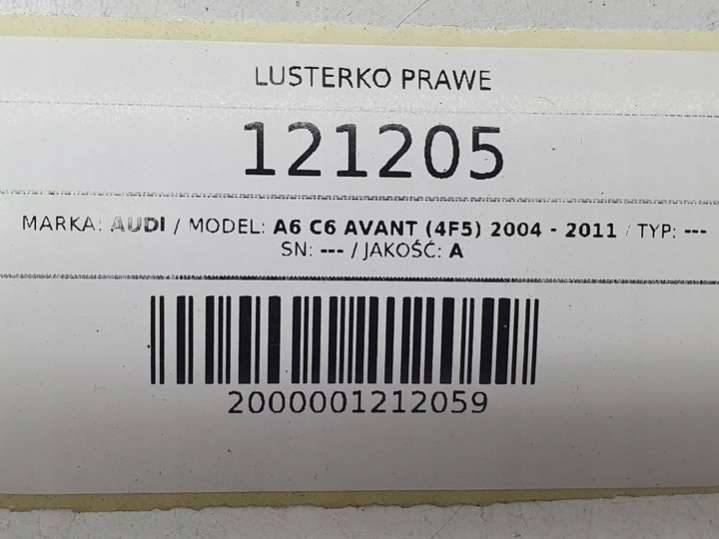 LUSTERKO PRAWE
121205
MARKA: AUDI / MODEL: A6 C6 AVANT (4F5) 2004 - 2011 / TYP: ---
SN: --- / JAKOŚĆ: A
2000001212059